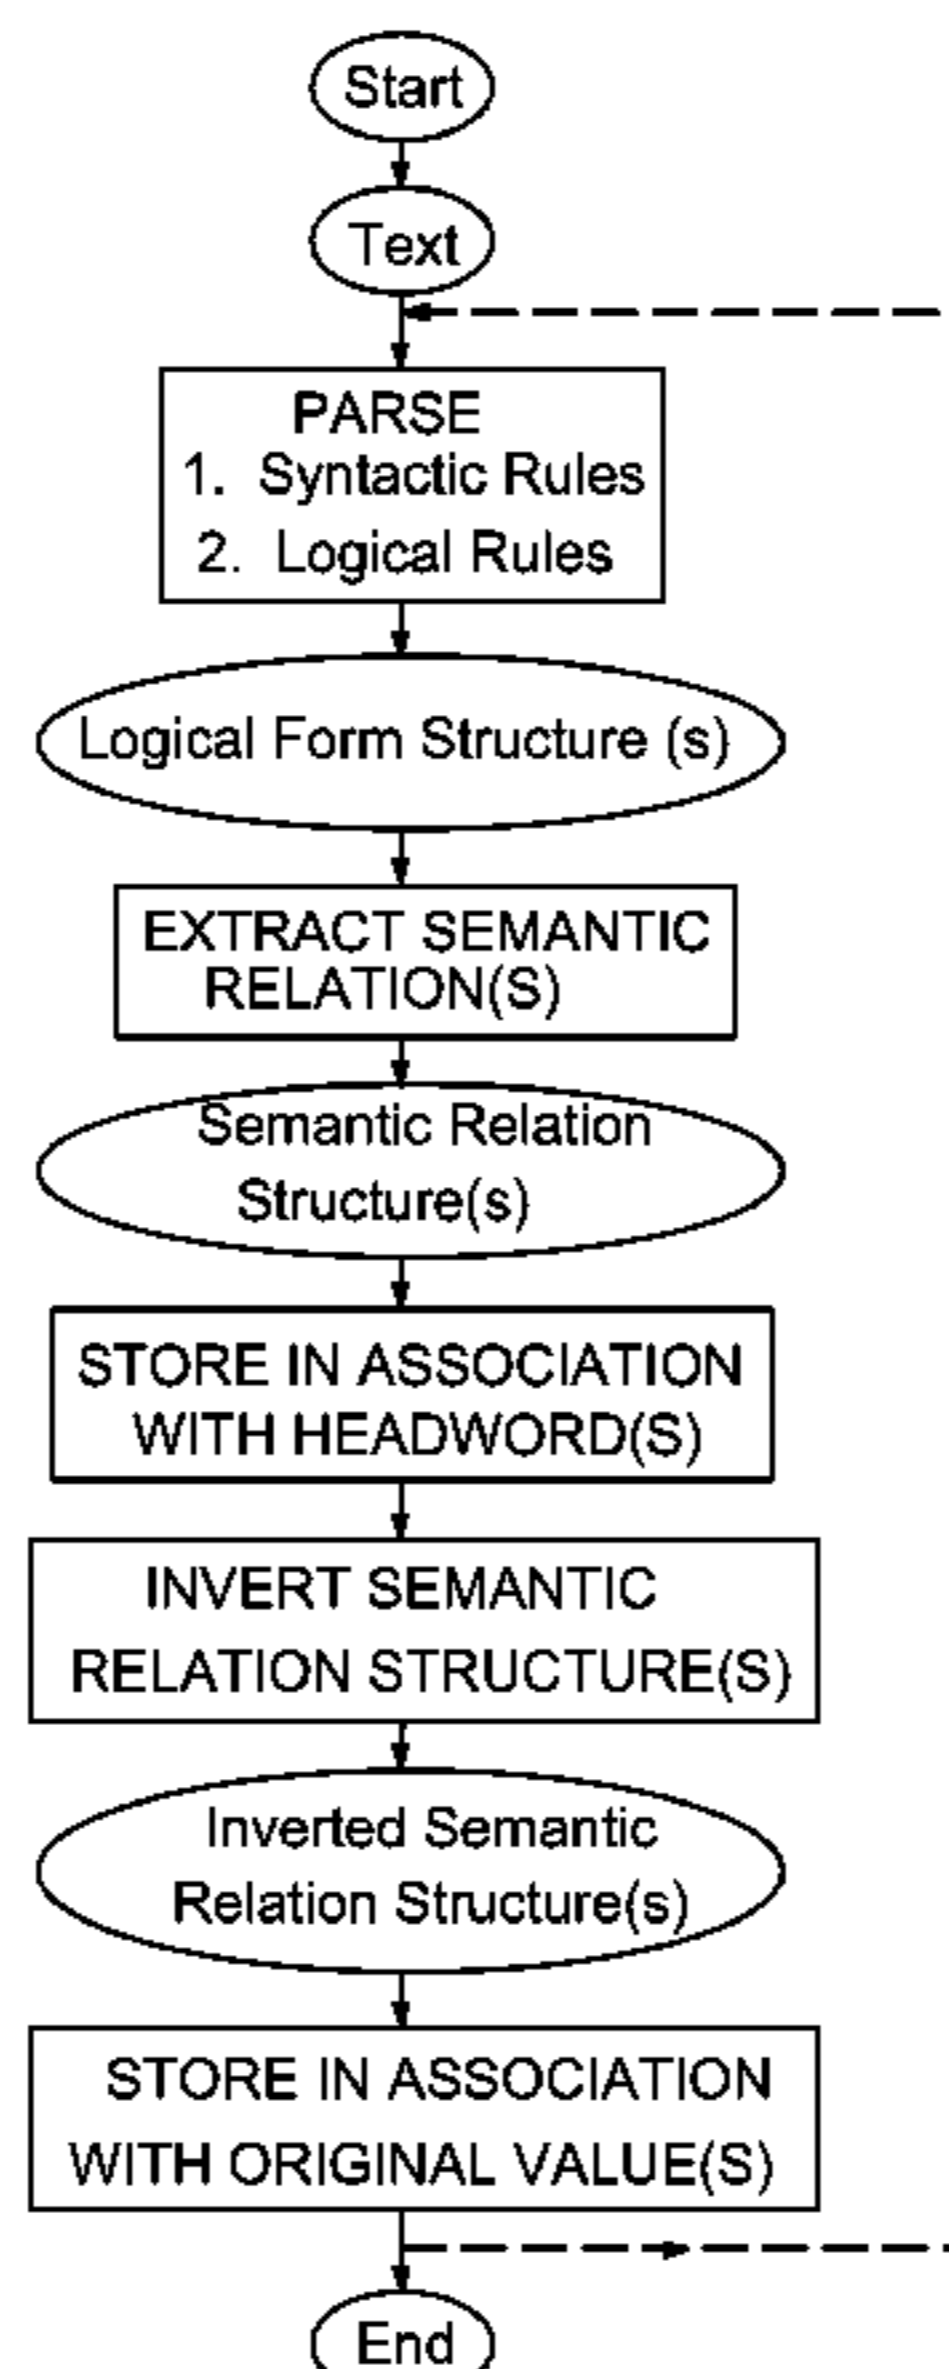 Start
Text
PARSE
1. Syntactic Rules
2. Logical Rules
Logical Form Structure (s)
EXTRACT SEMANTIC
RELATION(S)
Semantic Relation
Structure(s)
STORE IN ASSOCIATION
WITH HEADWORD(S)
INVERT SEMANTIC
RELATION STRUCTURE(S)
Inverted Semantic
Relation Structure(s)
STORE IN ASSOCIATION
WITH ORIGINAL VALUE(S)
End